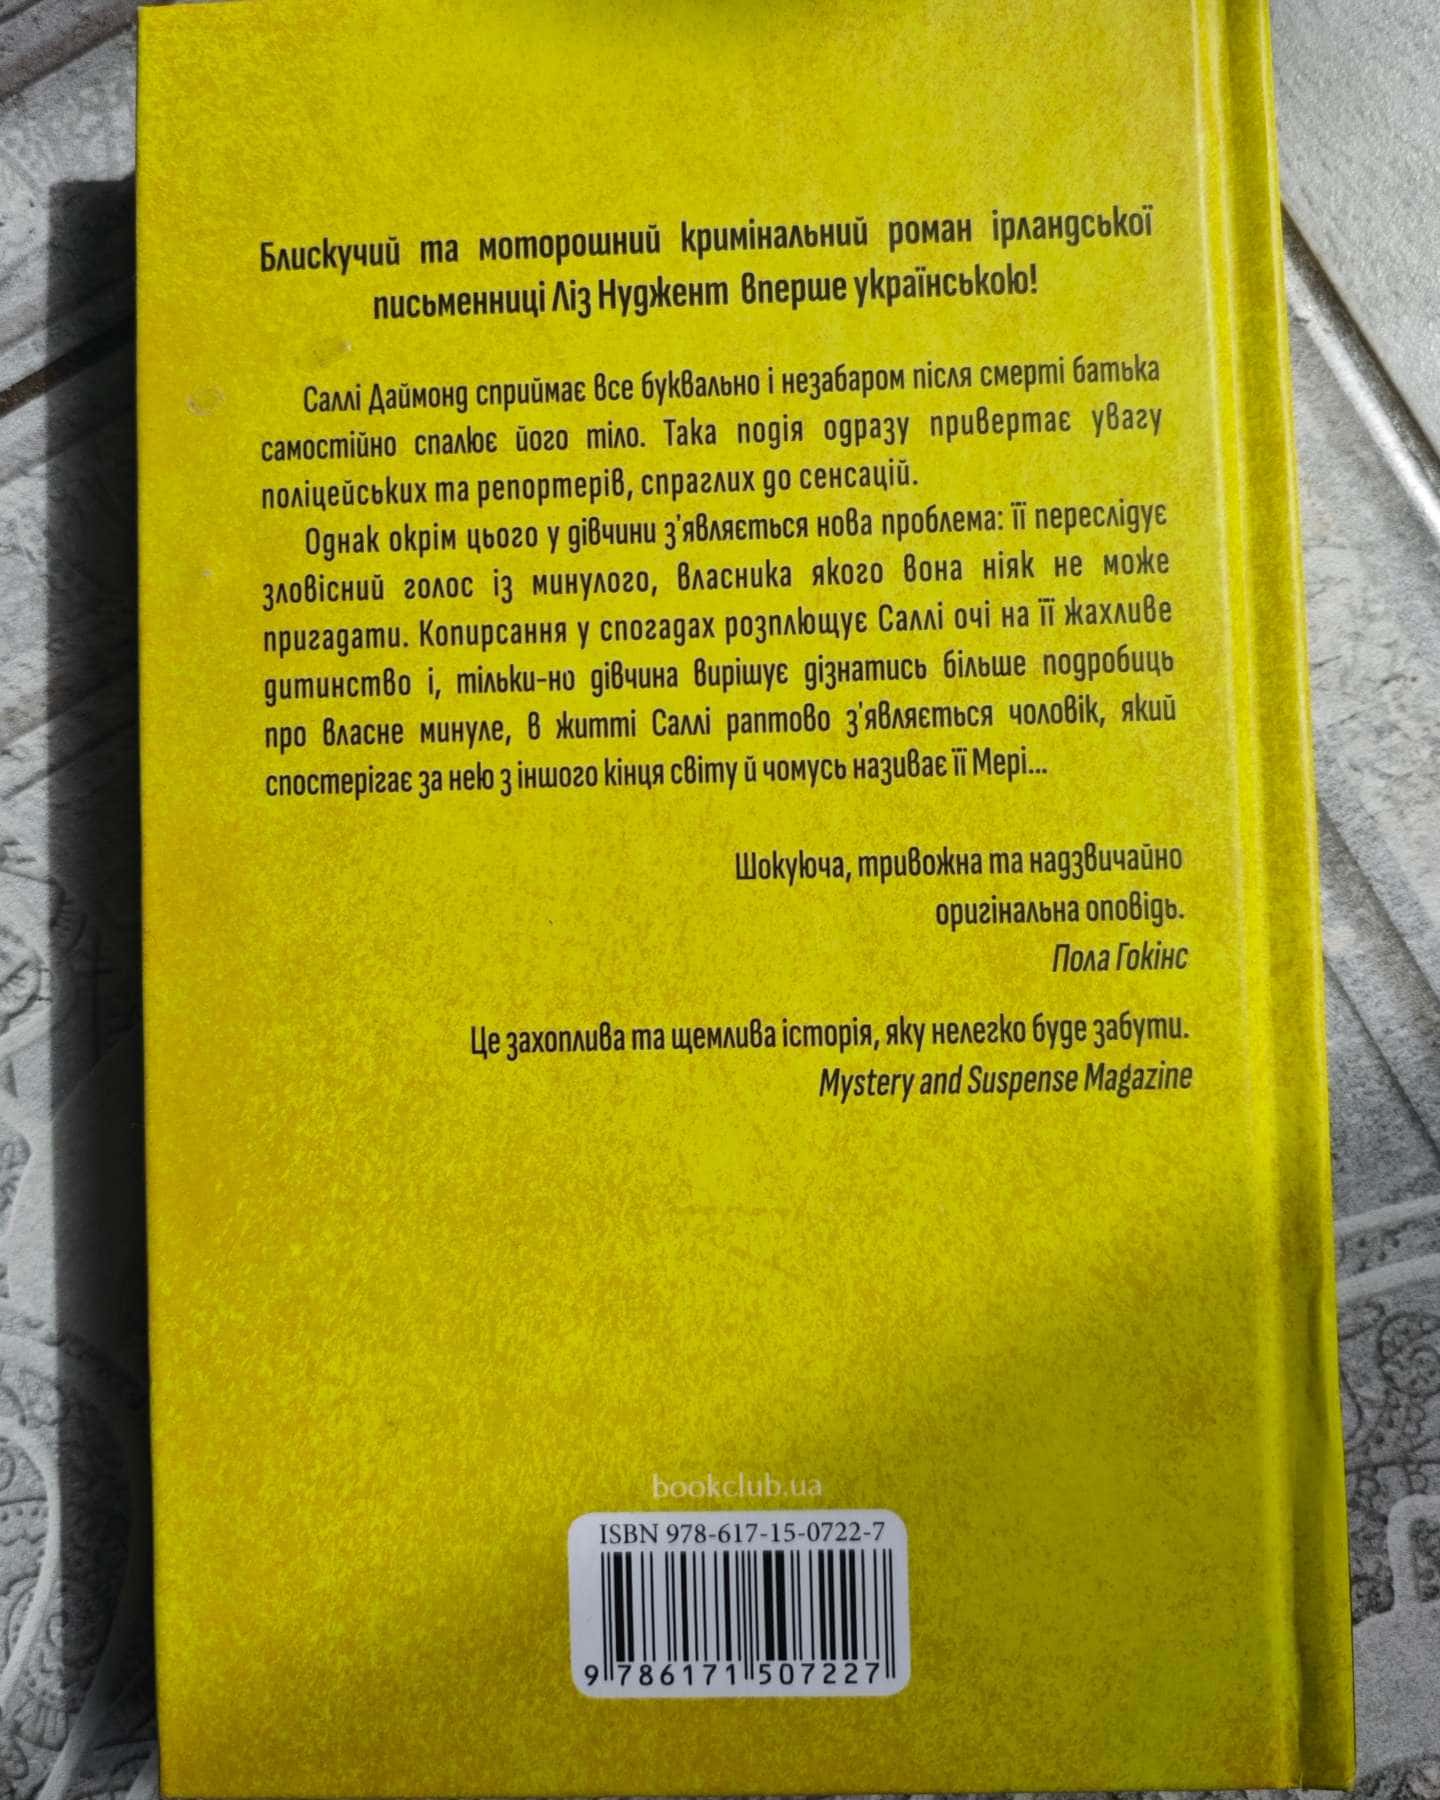 Блискучий та моторошний кримінальний роман ірландської
письменниці Ліз Нуджент вперше українською!
Саллі Даймонд сприймає все буквально і незабаром після смерті батька
самостійно спалює його тіло. Така подія одразу привертає увагу
поліцейських та репортерів, спраглих до сенсацій.
Однак окрім цього у дівчини з'являється нова проблема: її переслідує
зловісний голос із минулого, власника якого вона ніяк не може
пригадати. Копирсання у спогадах розплющує Саллі очі на її жахливе
дитинство і, тільки-но дівчина вирішує дізнатись більше подробиць
про власне минуле, в житті Саллі раптово з'являється чоловік, який
спостерігає за нею з іншого кінця світу й чомусь називає її Мері...
Шокуюча, тривожна та надзвичайно
оригінальна оповідь.
Пола Гокінс
Це захоплива та щемлива історія, яку нелегко буде забути.
Mystery and Suspense Magazine
bookclub.ua
ISBN 978-617-15-0722-7
9 786171 507227